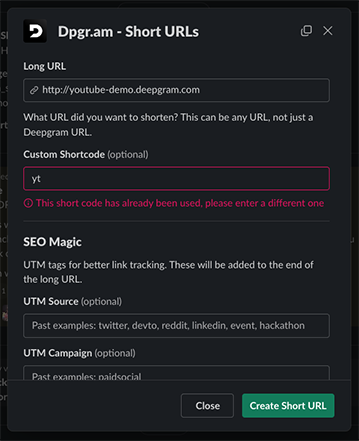 Dpgr.am - Short URLs
Long URL
http://youtube-demo.deepgram.com
What URL did you want to shorten? This can be any URL, not just a
Deepgram URL.
Custom Shortcode (optional)
yt
This short code has already been used, please enter a different one
SEO Magic
UTM tags for better link tracking. These will be added to the end of
the long URL.
UTM Source (optional)
Past examples: twitter, devto, reddit, linkedin, event, hackathon
UTM Campaign (optional)
Past examples: paidsocial
Close
Create Short URL